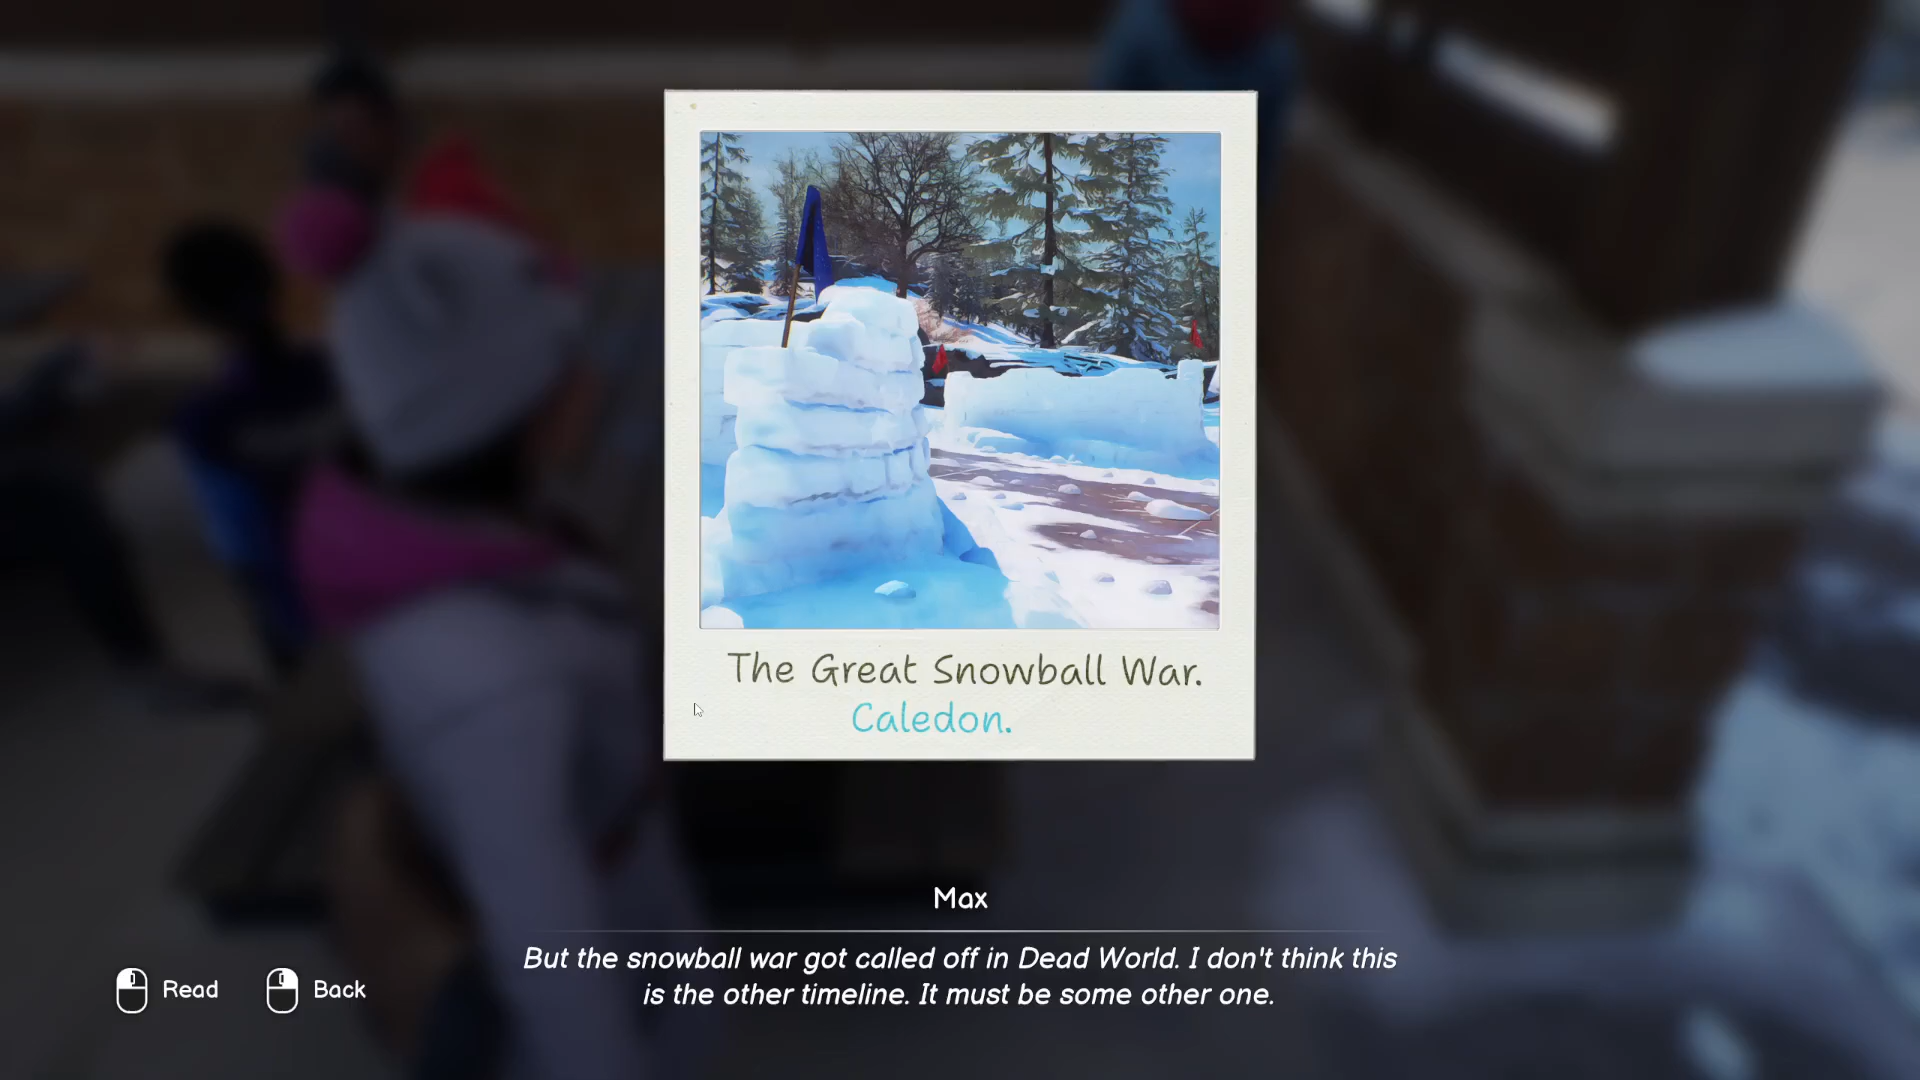 The Great Snowball War.
Caledon.
Max
But the snowball war got called off in Dead World. I don't think this
is the other timeline. It must be some other one.
Read Back